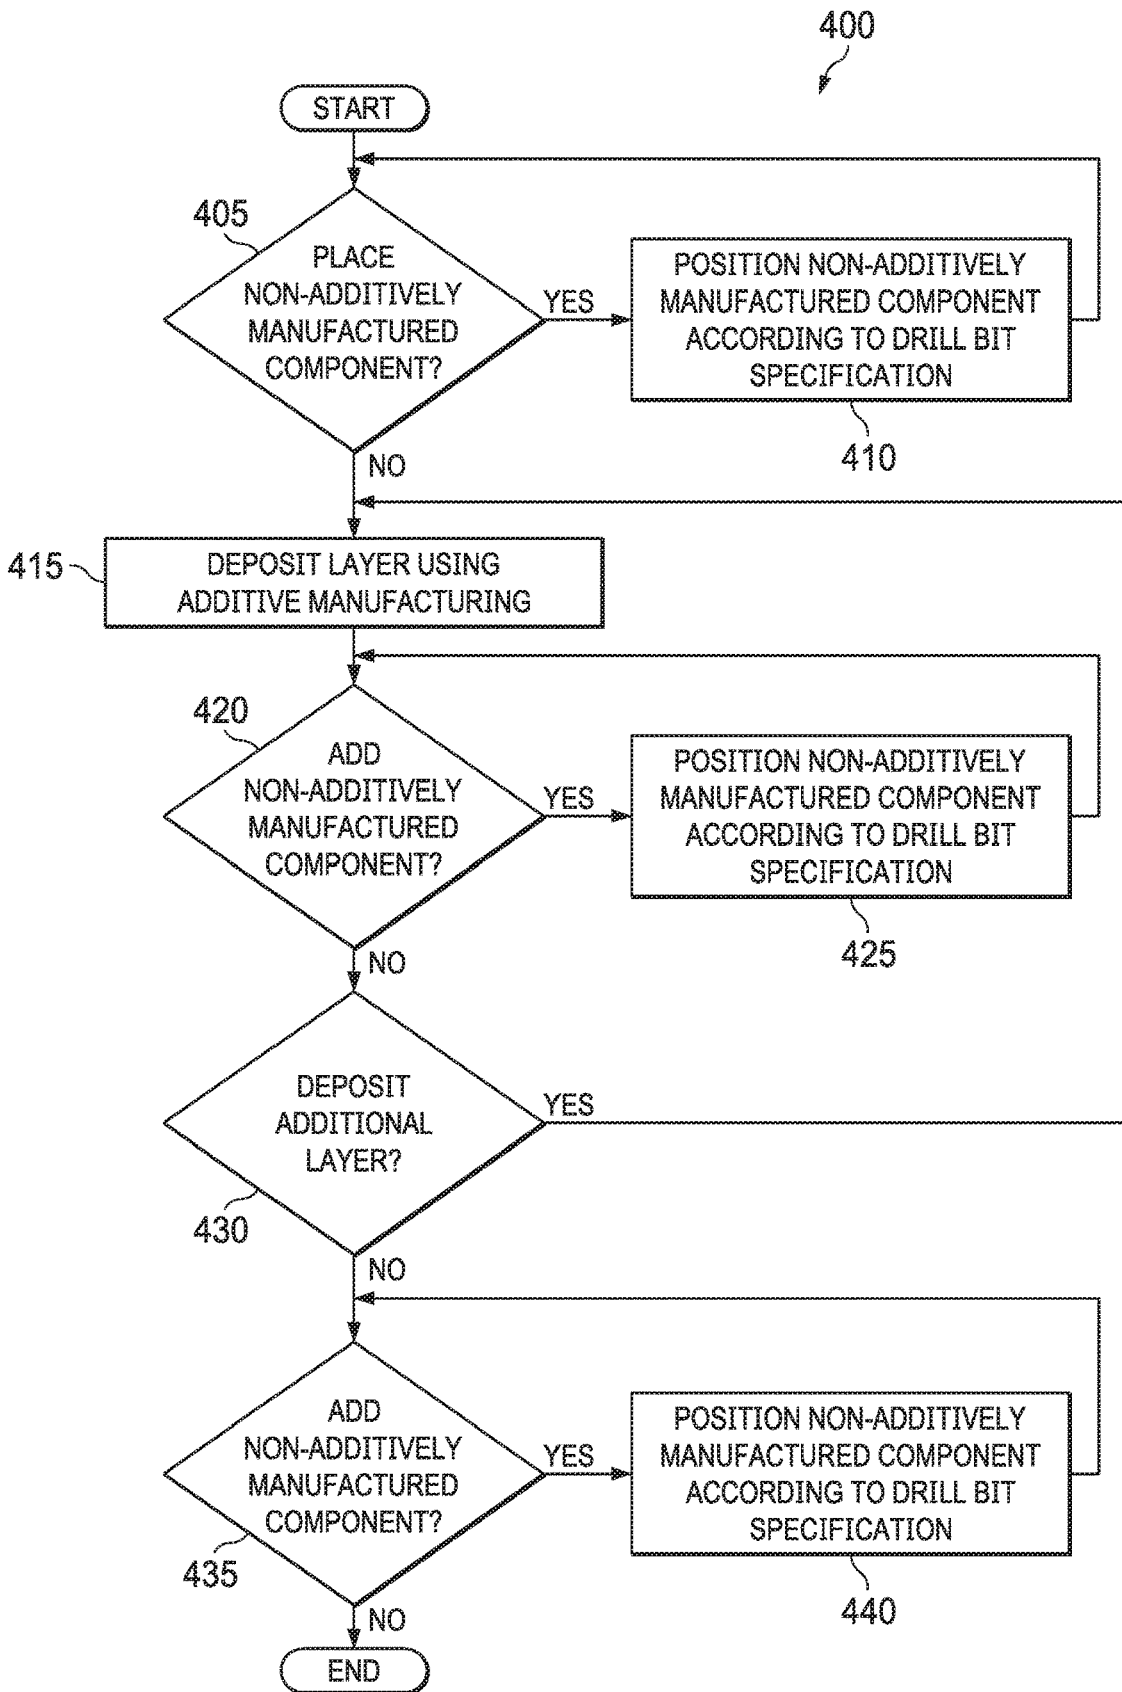 400
START
405
PLACE
NON-ADDITIVELY
MANUFACTURED
COMPONENT?
YES
POSITION NON-ADDITIVELY
MANUFACTURED COMPONENT
ACCORDING TO DRILL BIT
SPECIFICATION
410
NO
415
DEPOSIT LAYER USING
ADDITIVE MANUFACTURING
420
ADD
NON-ADDITIVELY
MANUFACTURED
COMPONENT?
YES
POSITION NON-ADDITIVELY
MANUFACTURED COMPONENT
ACCORDING TO DRILL BIT
SPECIFICATION
425
NO
DEPOSIT
ADDITIONAL
LAYER?
YES
430
NO
ADD
NON-ADDITIVELY
MANUFACTURED
COMPONENT?
YES
POSITION NON-ADDITIVELY
MANUFACTURED COMPONENT
ACCORDING TO DRILL BIT
SPECIFICATION
435
440
NO
END